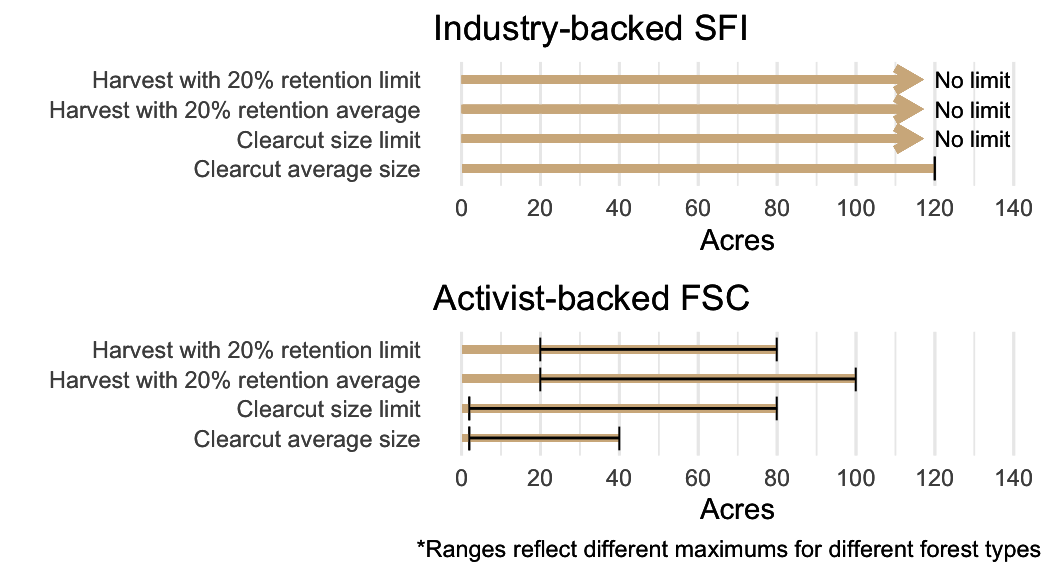 Industry-backed SFI
Harvest with 20% retention limit
No limit
Harvest with 20% retention average
No limit
Clearcut size limit
No limit
Clearcut average size
0 20 40 60 80 100 120 140
Acres
Activist-backed FSC
Harvest with 20% retention limit
Harvest with 20% retention average
Clearcut size limit
Clearcut average size
0 20 40 60 80 100 120 140
Acres
*Ranges reflect different maximums for different forest types